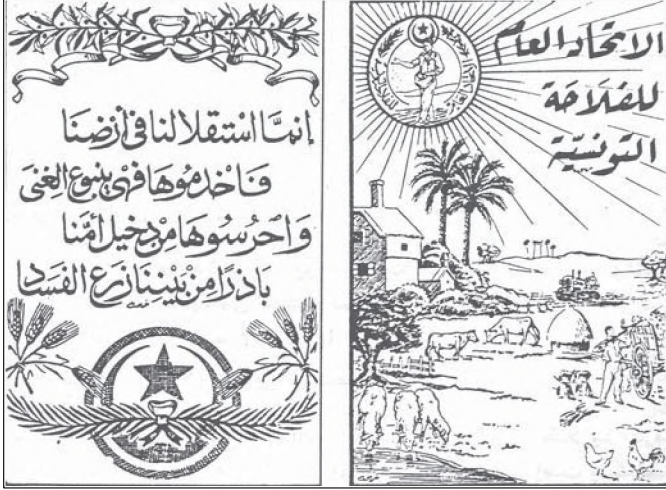 الاتحاد العام
للفلاحة
التونسية
إنما استقلالنا في أرضنا
فاخدموها فهي ينبوع الغنى
واحرسوها من دخيل أمنا
باذرًا من بيننا زرع الفساد